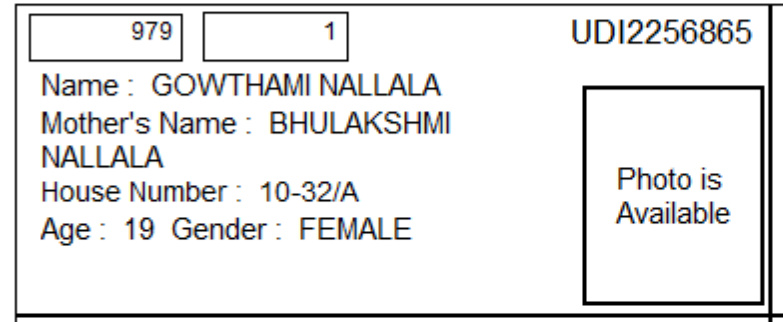 979 1 UDI2256865
Name : GOWTHAMI NALLALA
Mother's Name : BHULAKSHMI
NALLALA
House Number : 10-32/A
Age : 19 Gender : FEMALE
Photo is
Available